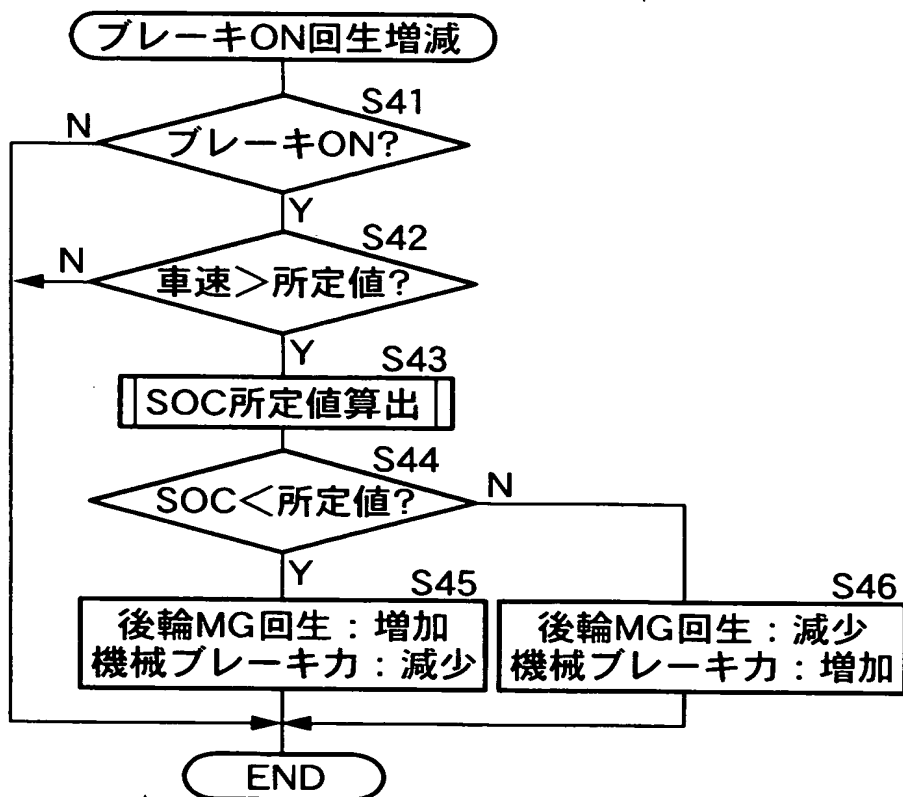 ブレーキON回生増減
S41
N
ブレーキON?
Y
S42
N
車速>所定値?
Y
S43
SOC所定値算出
S44
SOC<所定値?
N
Y
S45
後輪MG回生:増加
機械ブレーキ力:減少
S46
後輪MG回生:減少
機械ブレーキ力:増加
END